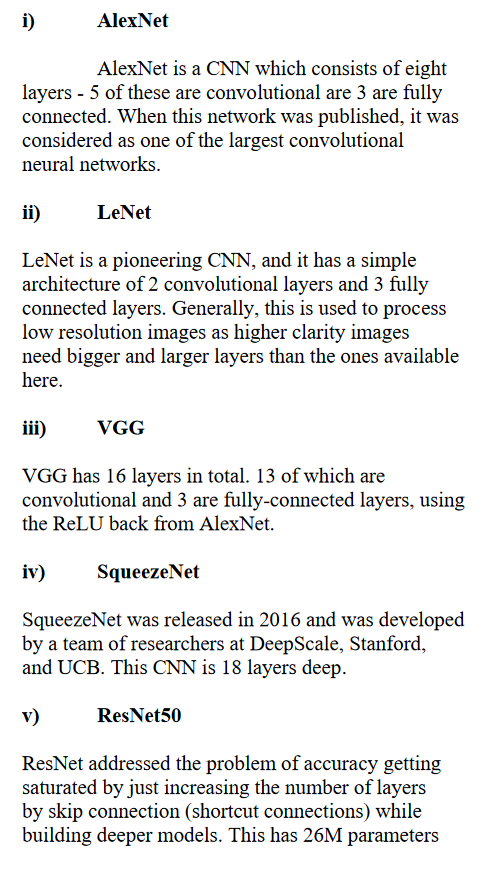 i) AlexNet
AlexNet is a CNN which consists of eight
layers - 5 of these are convolutional are 3 are fully
connected. When this network was published, it was
considered as one of the largest convolutional
neural networks.
ii) LeNet
LeNet is a pioneering CNN, and it has a simple
architecture of 2 convolutional layers and 3 fully
connected layers. Generally, this is used to process
low resolution images as higher clarity images
need bigger and larger layers than the ones available
here.
iii) VGG
VGG has 16 layers in total. 13 of which are
convolutional and 3 are fully-connected layers, using
the ReLU back from AlexNet.
iv) SqueezeNet
SqueezeNet was released in 2016 and was developed
by a team of researchers at DeepScale, Stanford,
and UCB. This CNN is 18 layers deep.
v) ResNet50
ResNet addressed the problem of accuracy getting
saturated by just increasing the number of layers
by skip connection (shortcut connections) while
building deeper models. This has 26M parameters